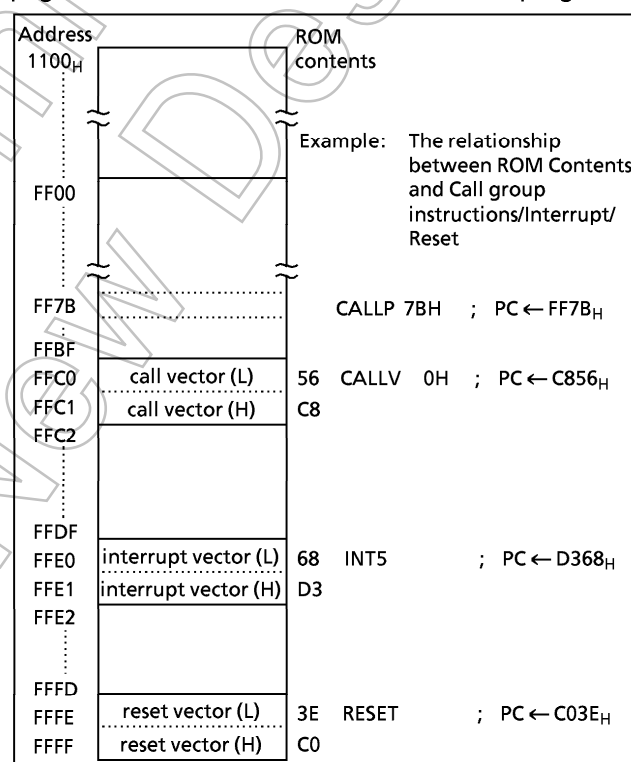 Address ROM
1100H contents
Example: The relationship
between ROM Contents
and Call group
instructions/Interrupt/
Reset
FF00
FF7B CALLP 7BH ; PC ← FF7BH
FFBF
FFC0 call vector (L) 56 CALLV 0H ; PC ← C856H
FFC1 call vector (H) C8
FFC2
FFDF
FFE0 interrupt vector (L) 68 INT5 ; PC ← D368H
FFE1 interrupt vector (H) D3
FFE2
FFFD
FFFE reset vector (L) 3E RESET ; PC ← C03EH
FFFF reset vector (H) C0